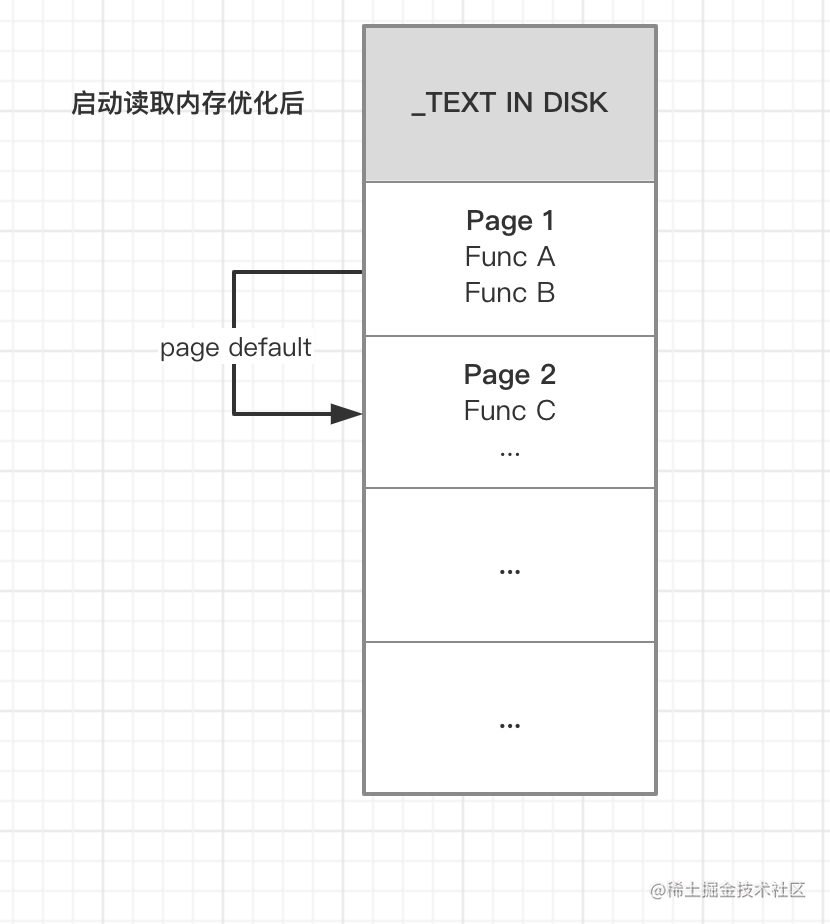 启动读取内存优化后
_TEXT IN DISK
Page 1
Func A
Func B
page default
Page 2
Func C
...
...
...
@稀土掘金技术社区